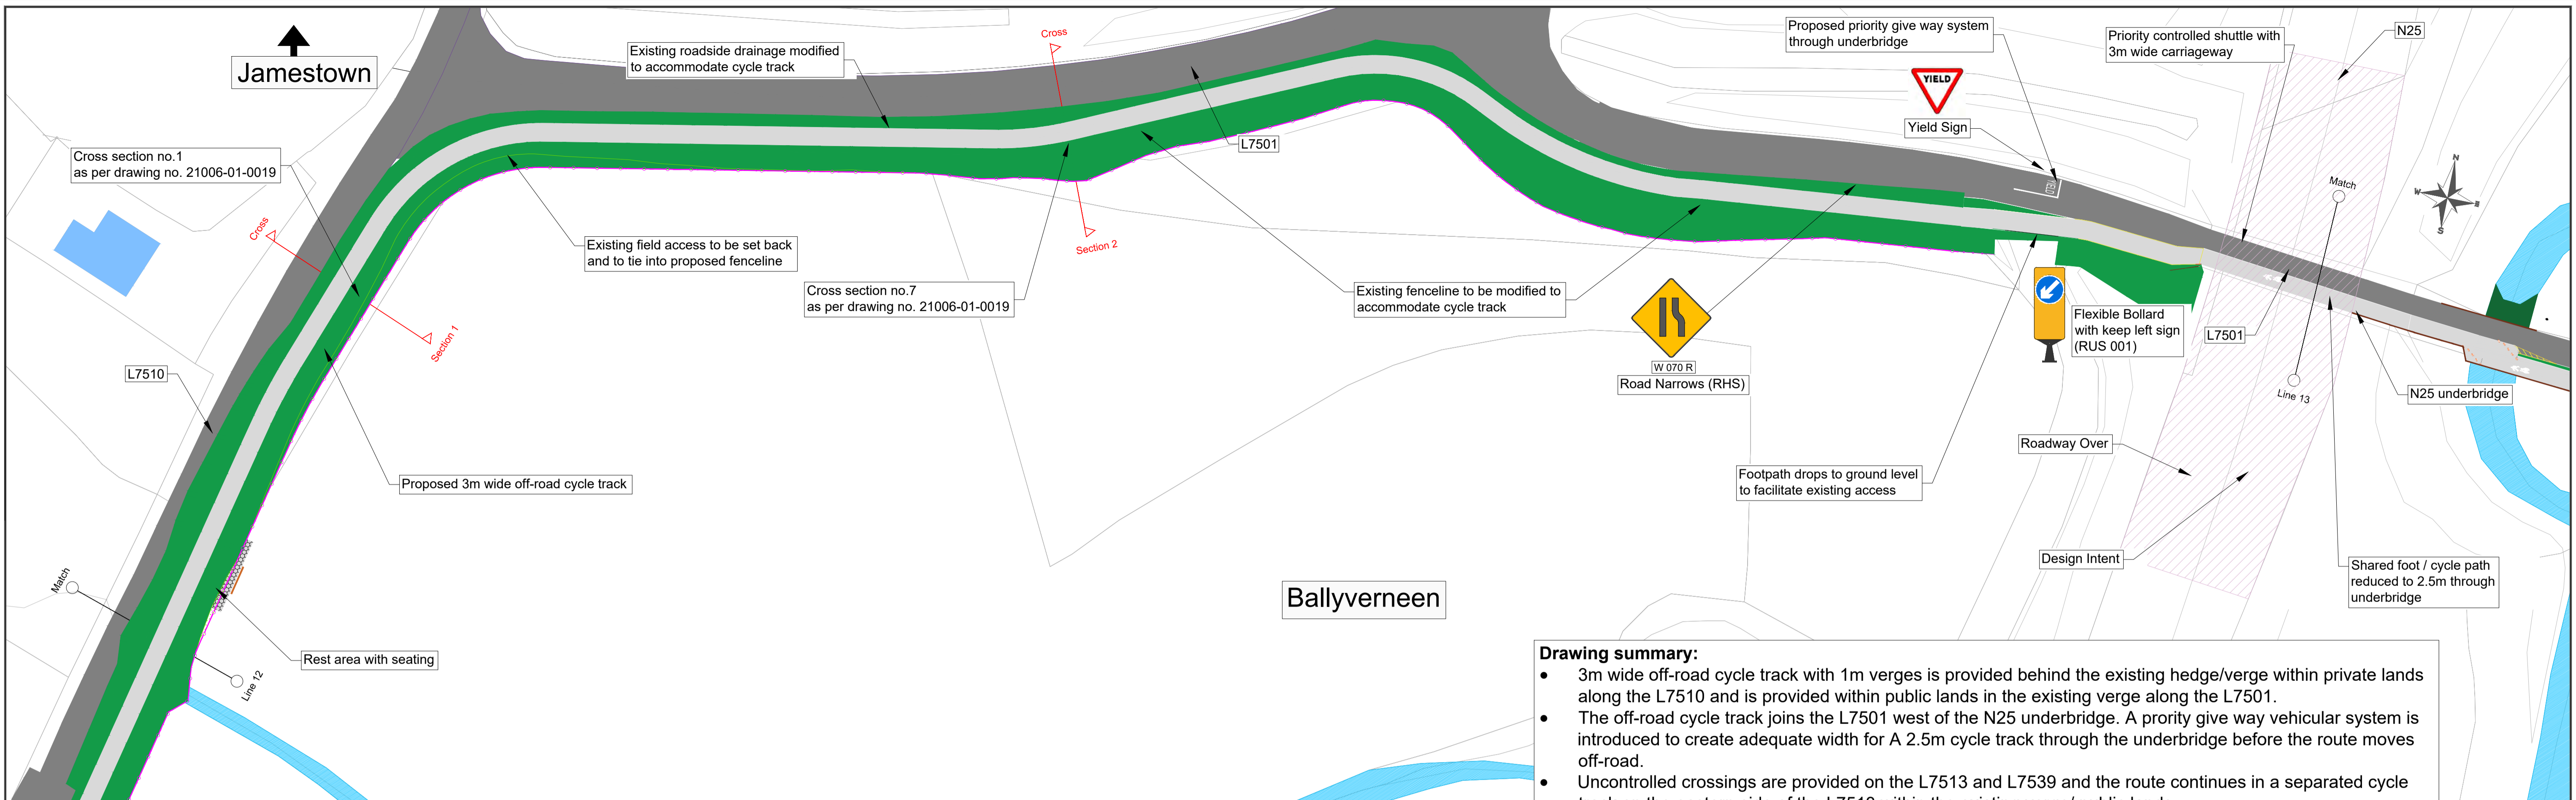 Jamestown
Existing roadside drainage modified
to accommodate cycle track
Cross
Proposed priority give way system
through underbridge
Priority controlled shuttle with
3m wide carriageway
N25
YIELD
Yield Sign
L7501
Cross section no.1
as per drawing no. 21006-01-0019
Cross
Section 2
Existing field access to be set back
and to tie into proposed fenceline
Cross section no.7
as per drawing no. 21006-01-0019
Existing fenceline to be modified to
accommodate cycle track
Match
N
W
E
S
YIELD
Section 1
L7510
W 070 R
Road Narrows (RHS)
Flexible Bollard
with keep left sign
(RUS 001)
L7501
Line 13
N25 underbridge
Roadway Over
Proposed 3m wide off-road cycle track
Footpath drops to ground level
to facilitate existing access
Design Intent
Shared foot / cycle path
reduced to 2.5m through
underbridge
Match
Ballyverneen
Rest area with seating
Line 12
Drawing summary:
● 3m wide off-road cycle track with 1m verges is provided behind the existing hedge/verge within private lands
along the L7510 and is provided within public lands in the existing verge along the L7501.
● The off-road cycle track joins the L7501 west of the N25 underbridge. A prority give way vehicular system is
introduced to create adequate width for A 2.5m cycle track through the underbridge before the route moves
off-road.
● Uncontrolled crossings are provided on the L7513 and L7539 and the route continues in a separated cycle